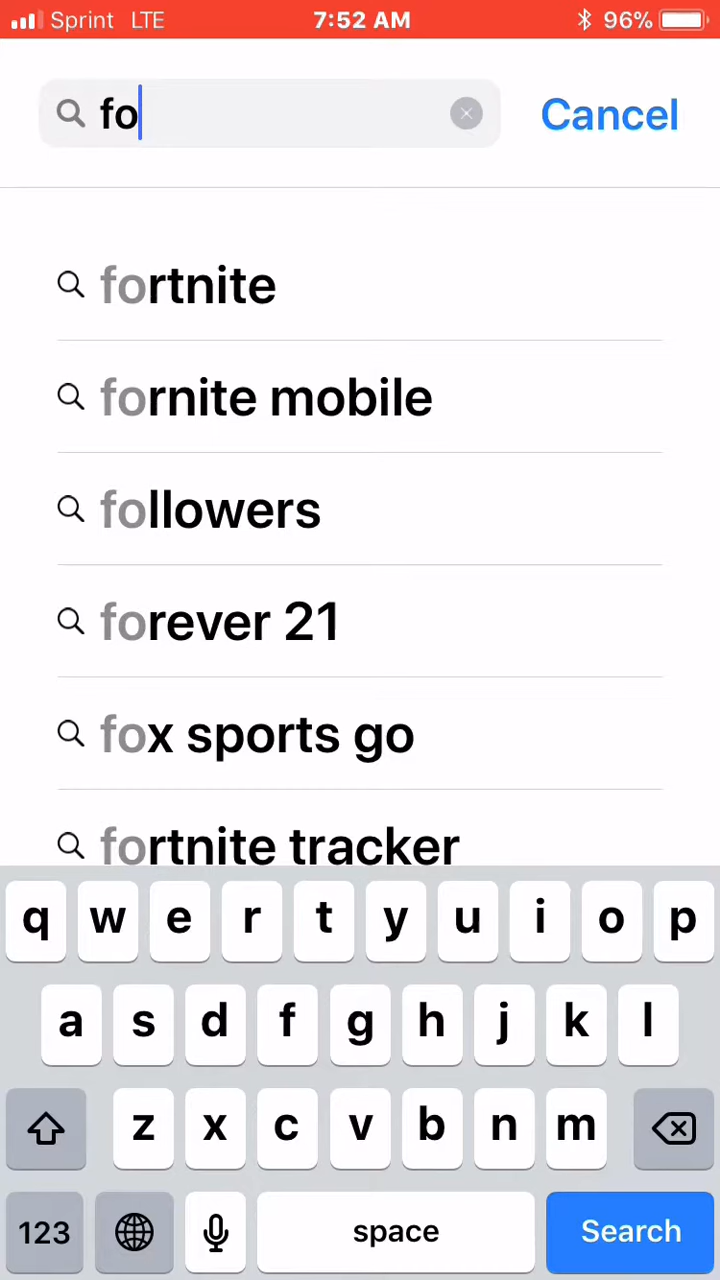 Sprint LTE 7:52 AM 96%
fo Cancel
fortnite
fornite mobile
followers
forever 21
fox sports go
fortnite tracker
q w e r t y u i o p
a s d f g h j k l
z x c v b n m
123 space Search